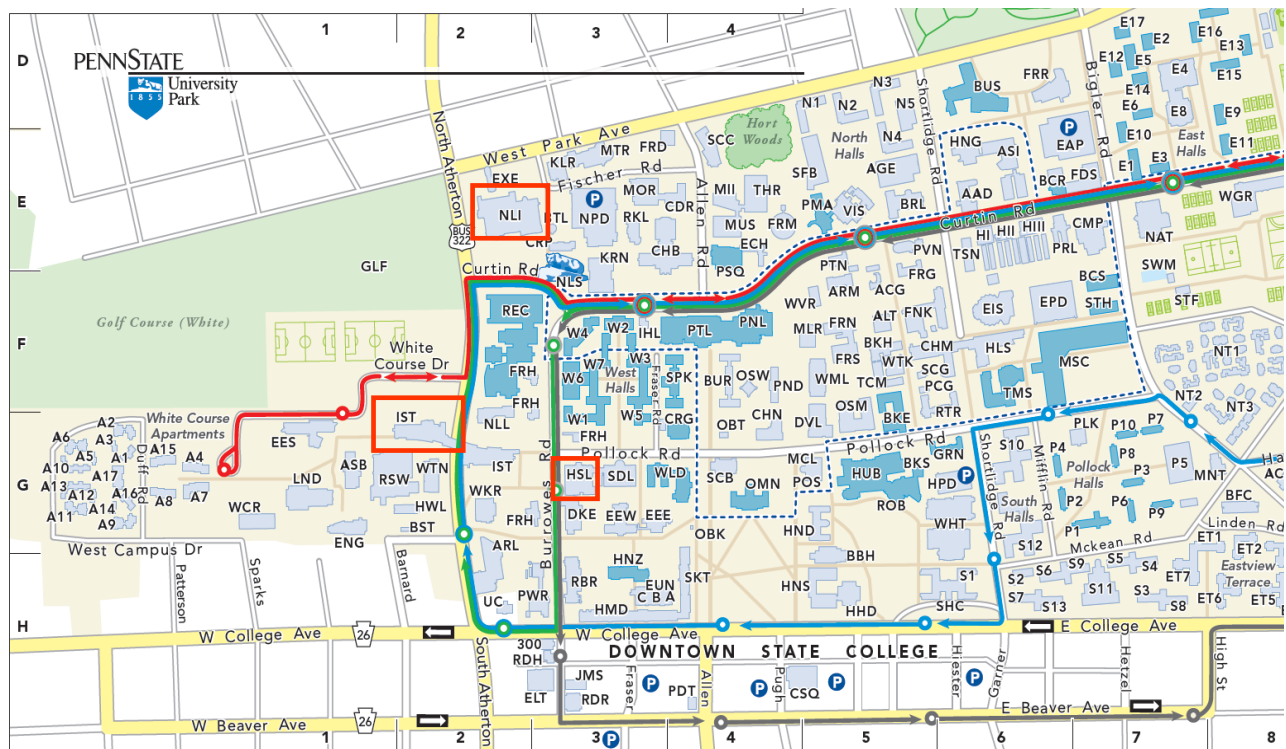 1 2 3 4
D
PENNSTATE
1855
University
Park
North Atherton
West Park Ave
KLR
MTR
FRD
Fischer Rd
EXE
NLI
P
NPD
MOR
RKL
CDR
CHB
KRN
CRP
BUS
322
E
SCC
Hort
Woods
N1
N2
N3
N5
N4
North
Halls
Shortlidge Rd
BUS
FRR
Bigler Rd
E17
E16
E2
E13
E12
E5
E4
E15
E14
E6
E8
E9
E10
East
Halls
E11
E1
E3
P
EAP
HNG
ASI
BCR
FDS
AAD
AGE
SFB
MII
THR
PMA
VIS
BRL
Allen Rd
MUS
FRM
ECH
PSQ
Curtin Rd
WGR
HI
HII
HIII
CMP
TSN
PRL
NAT
PVN
SWM
BCS
STH
STF
GLF
Curtin Rd
NLS
Golf Course (White)
F
White
Course Dr
REC
FRH
FRH
W4
W2
IHL
W7
W3
W6
West
Halls
W1
W5
FRH
Fraser Rd
SPK
CRG
PTL
PNL
PTN
ARM
ACG
FRG
WVR
MLR
FRN
ALT
FNK
BKH
CHM
FRS
WTK
SCG
PCG
WML
TCM
OSM
BKE
RTR
BUR
OSW
PND
CHN
OBT
DVL
EIS
EPD
HLS
TMS
MSC
NT1
NT2
NT3
White Course
Apartments
A2
A6
A3
A5
A1
A15
A4
A10
A13
A12
A17
A16
A14
A11
A9
A8
A7
Duff Rd
EES
IST
ASB
LND
RSW
WTN
WCR
HWL
BST
ENG
NLL
IST
WKR
FRH
ARL
UC
PWR
G
Burrowes Rd
Pollock Rd
HSL
SDL
WLD
DKE
EEW
EEE
HNZ
RBR
EUN
C B A
HMD
SKT
OBK
SCB
OMN
MCL
POS
HND
BBH
HNS
HHD
Pollock Rd
HUB
BKS
GRN
HPD
P
ROB
WHT
Shortlidge Rd
S10
South
Halls
Mifflin Rd
P4
P2
P1
PLK
P10
P7
P8
P3
Pollock
Halls
P6
P9
P5
MNT
BFC
Linden Rd
McKean Rd
S12
S1
SHC
S2
S6
S9
S5
S4
S7
S13
S11
S3
S8
ET1
ET2
ET7
Eastview
Terrace
ET6
ET5
West Campus Dr
Patterson
Sparks
Barnard
H
W College Ave
26
W College Ave
E College Ave
DOWNTOWN STATE COLLEGE
South Atherton
300
RDH
ELT
JMS
RDR
Fraser
P
PDT
Allen
P
Pugh
CSQ
P
Hiester
P
Garner
Hetzel
High St
W Beaver Ave
26
E Beaver Ave
1 2 3 P 4 5 6 7 8